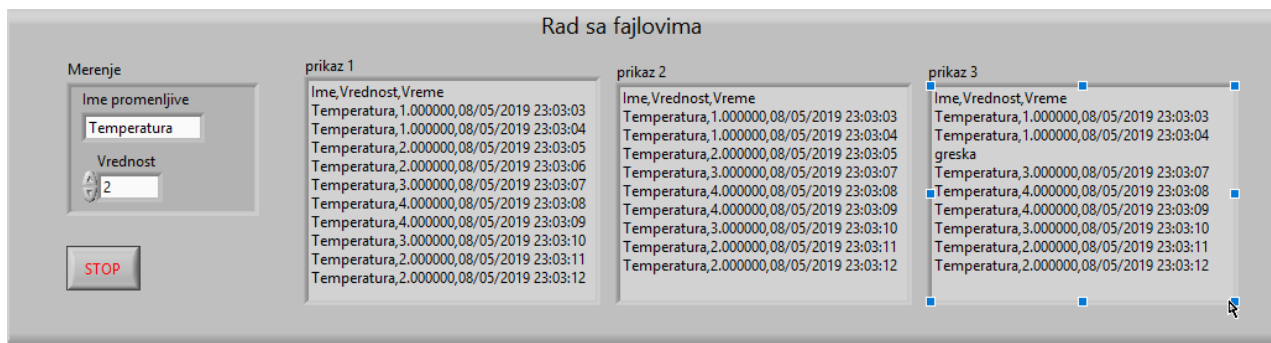 Rad sa fajlovima
Merenje
Ime promenljive
Temperatura
Vrednost
2
STOP
prikaz 1
Ime,Vrednost,Vreme
Temperatura,1.000000,08/05/2019 23:03:03
Temperatura,1.000000,08/05/2019 23:03:04
Temperatura,2.000000,08/05/2019 23:03:05
Temperatura,2.000000,08/05/2019 23:03:06
Temperatura,3.000000,08/05/2019 23:03:07
Temperatura,4.000000,08/05/2019 23:03:08
Temperatura,4.000000,08/05/2019 23:03:09
Temperatura,3.000000,08/05/2019 23:03:10
Temperatura,2.000000,08/05/2019 23:03:11
Temperatura,2.000000,08/05/2019 23:03:12
prikaz 2
Ime,Vrednost,Vreme
Temperatura,1.000000,08/05/2019 23:03:03
Temperatura,1.000000,08/05/2019 23:03:04
Temperatura,2.000000,08/05/2019 23:03:05
Temperatura,3.000000,08/05/2019 23:03:07
Temperatura,4.000000,08/05/2019 23:03:08
Temperatura,4.000000,08/05/2019 23:03:09
Temperatura,3.000000,08/05/2019 23:03:10
Temperatura,2.000000,08/05/2019 23:03:11
Temperatura,2.000000,08/05/2019 23:03:12
prikaz 3
Ime,Vrednost,Vreme
Temperatura,1.000000,08/05/2019 23:03:03
Temperatura,1.000000,08/05/2019 23:03:04
greska
Temperatura,3.000000,08/05/2019 23:03:07
Temperatura,4.000000,08/05/2019 23:03:08
Temperatura,4.000000,08/05/2019 23:03:09
Temperatura,3.000000,08/05/2019 23:03:10
Temperatura,2.000000,08/05/2019 23:03:11
Temperatura,2.000000,08/05/2019 23:03:12